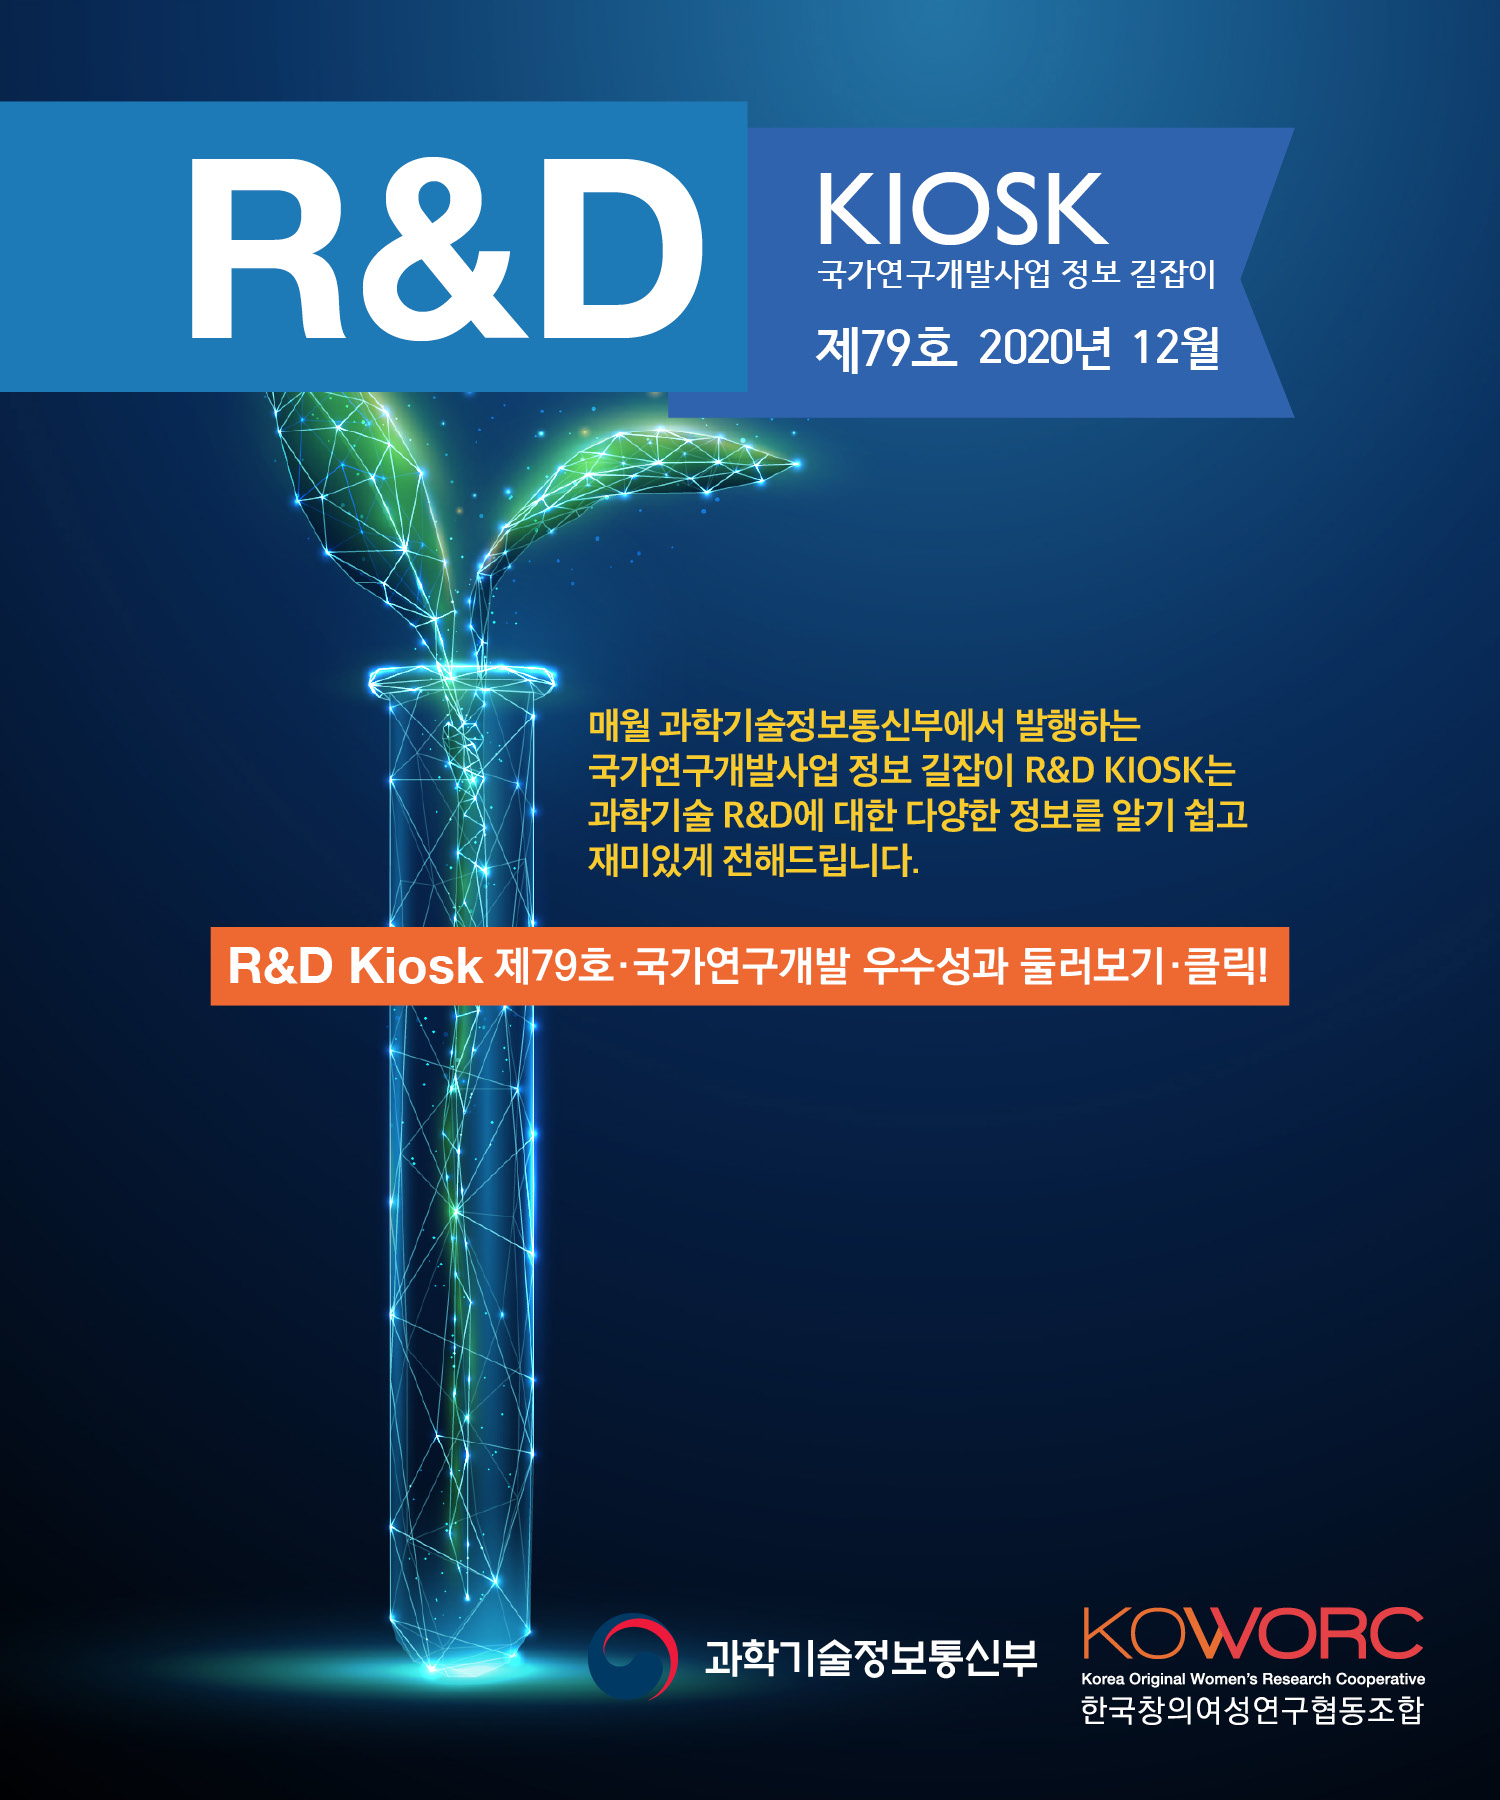 R&D
KIOSK
국가연구개발사업 정보 길잡이
제79호 2020년 12월
매월 과학기술정보통신부에서 발행하는
국가연구개발사업 정보 길잡이 R&D KIOSK는
과학기술 R&D에 대한 다양한 정보를 알기 쉽고
재미있게 전해드립니다.
R&D Kiosk 제79호·국가연구개발 우수성과 둘러보기·클릭!
과학기술정보통신부
KOWORC
Korea Original Women's Research Cooperative
한국창의여성연구협동조합